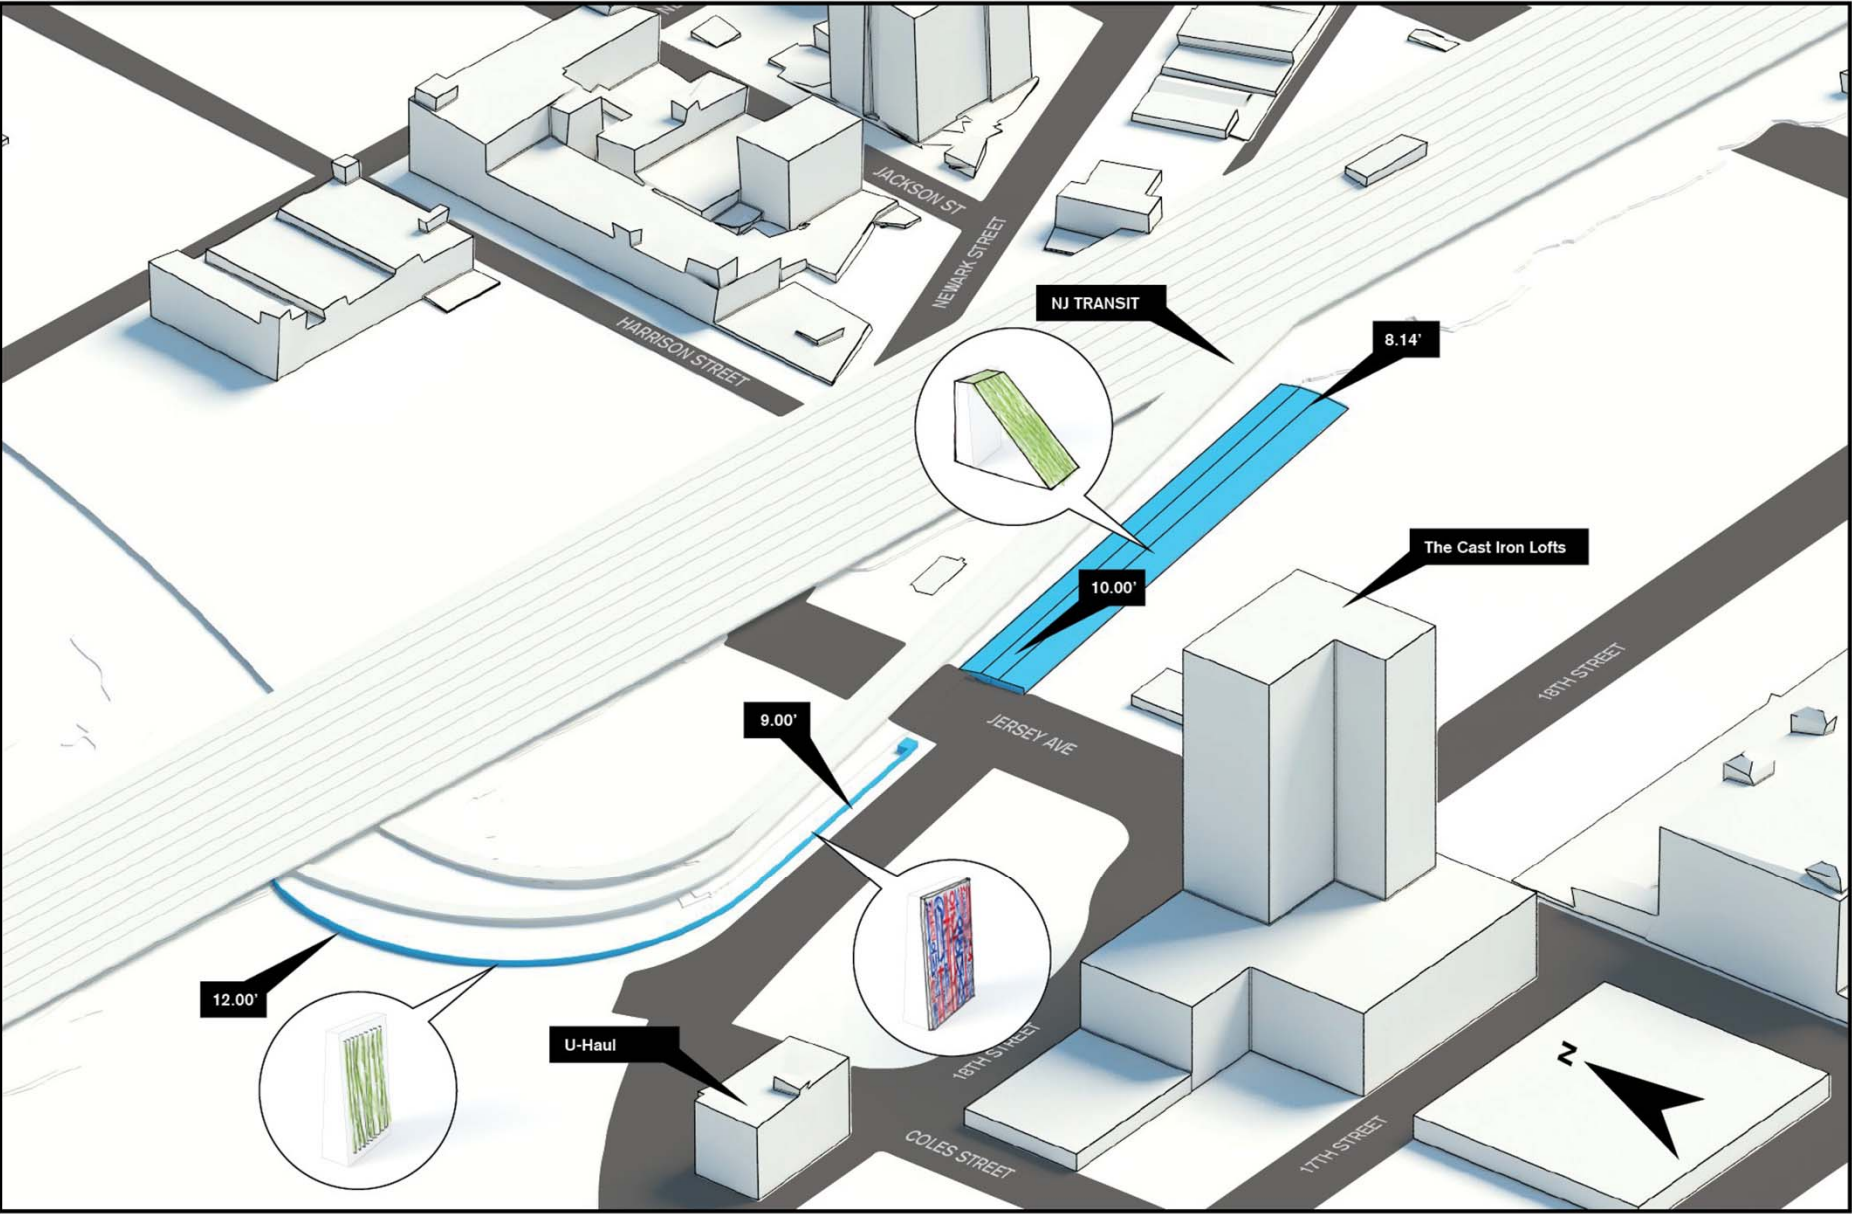 NE
JACKSON ST
NEWARK STREET
NJ TRANSIT
HARRISON STREET
8.14'
The Cast Iron Lofts
10.00'
18TH STREET
9.00'
JERSEY AVE
12.00'
U-Haul
18TH STREET
N
COLES STREET
17TH STREET